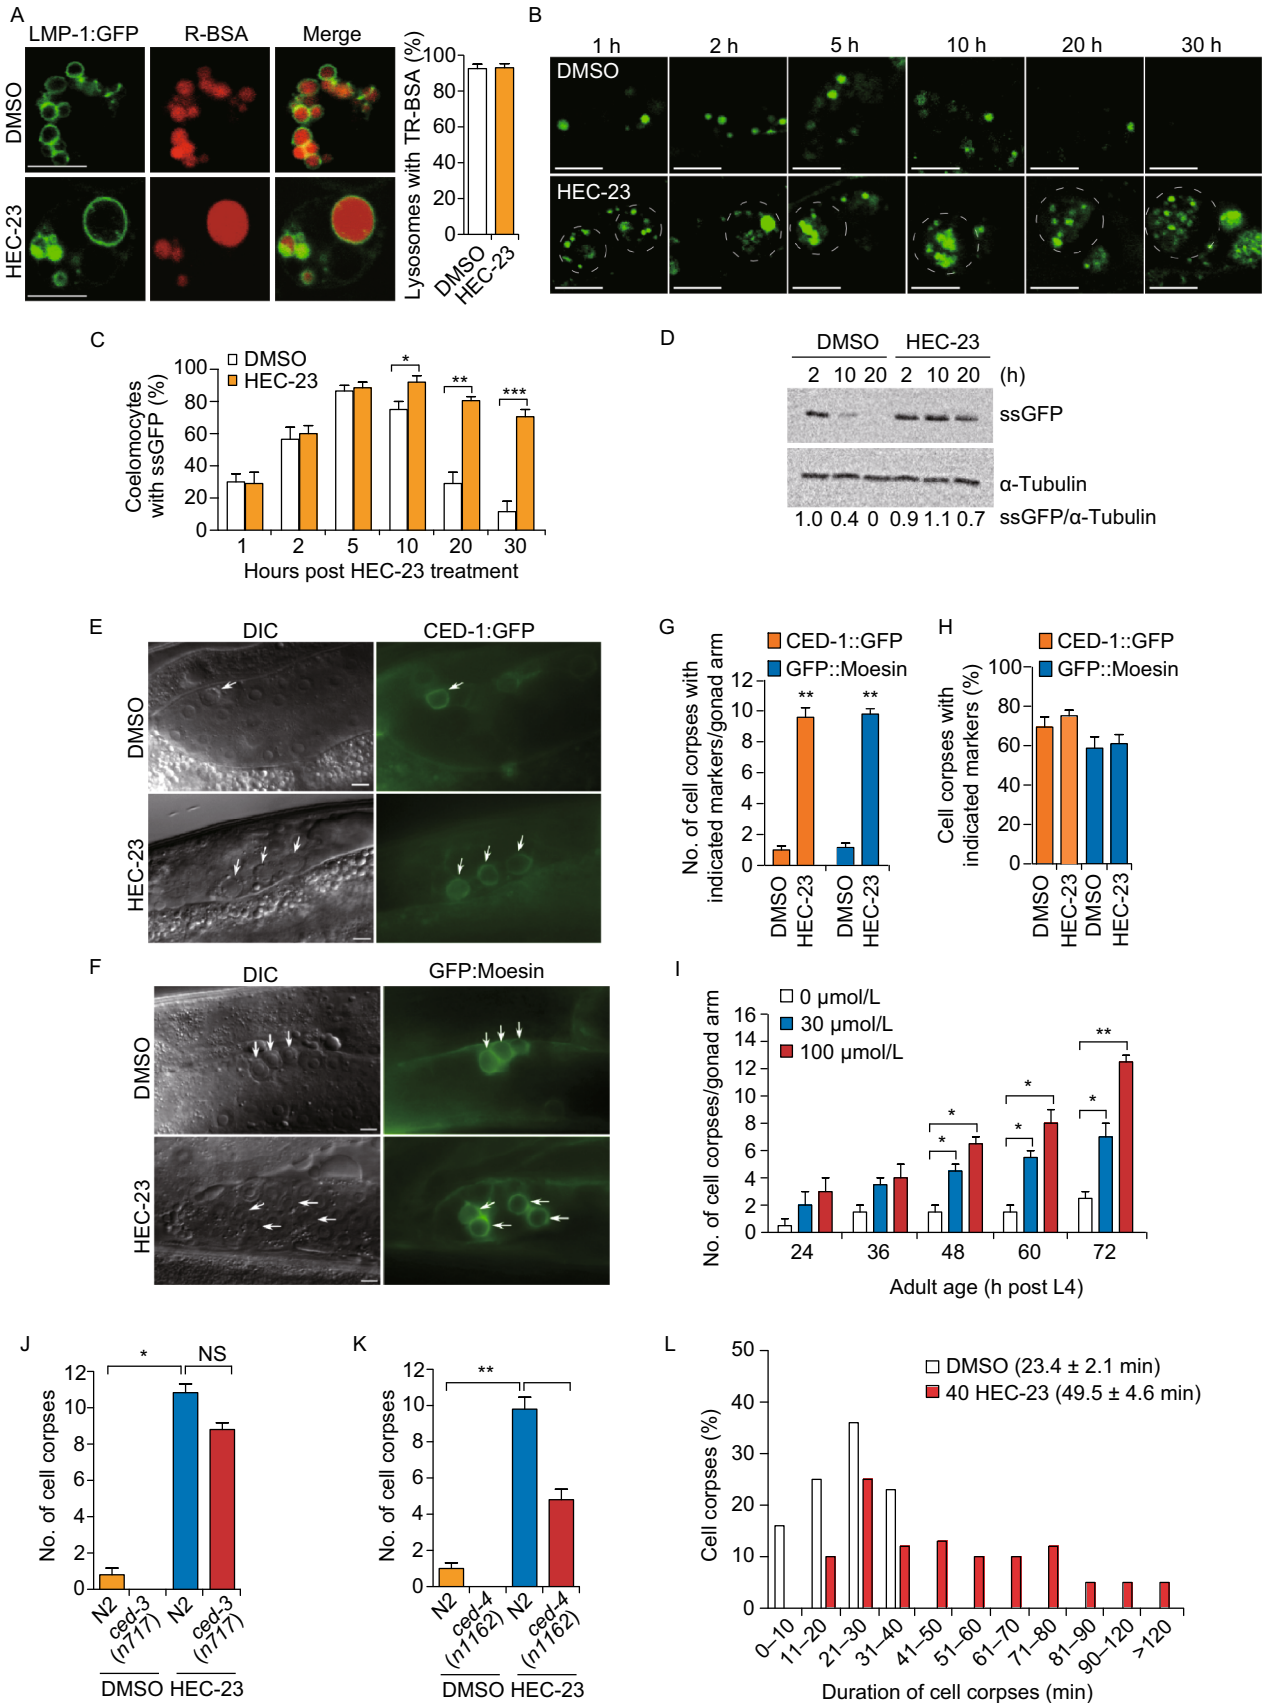 A
LMP-1:GFP R-BSA Merge
DMSO
HEC-23
Lysosomes with TR-BSA (%)
100
80
60
40
20
0
DMSO
HEC-23
B
1 h 2 h 5 h 10 h 20 h 30 h
DMSO
HEC-23
C
DMSO
HEC-23
Coelomocytes
with ssGFP (%)
100
80
60
40
20
0
* ** ***
1 2 5 10 20 30
Hours post HEC-23 treatment
D
DMSO HEC-23
2 10 20 2 10 20 (h)
ssGFP
α-Tubulin
1.0 0.4 0 0.9 1.1 0.7 ssGFP/α-Tubulin
E
DIC CED-1:GFP
DMSO
HEC-23
F
DIC GFP:Moesin
DMSO
HEC-23
G
CED-1::GFP
GFP::Moesin
No. of cell corpses with
indicated markers/gonad arm
12
10
8
6
4
2
0
** **
DMSO HEC-23 DMSO HEC-23
H
CED-1::GFP
GFP::Moesin
Cell corpses with
indicated markers (%)
100
80
60
40
20
0
DMSO HEC-23 DMSO HEC-23
I
0 µmol/L
30 µmol/L
100 µmol/L
No. of cell corpses/gonad arm
16
14
12
10
8
6
4
2
0
* * * * * **
24 36 48 60 72
Adult age (h post L4)
J
* NS
No. of cell corpses
12
10
8
6
4
2
0
N2 ced-3 (n717) N2 ced-3 (n717)
DMSO HEC-23
K
**
No. of cell corpses
12
10
8
6
4
2
0
N2 ced-4 (n1162) N2 ced-4 (n1162)
DMSO HEC-23
L
DMSO (23.4 ± 2.1 min)
40 HEC-23 (49.5 ± 4.6 min)
Cell corpses (%)
50
40
30
20
10
0
0–10 11–20 21–30 31–40 41–50 51–60 61–70 71–80 81–90 90–120 >120
Duration of cell corpses (min)